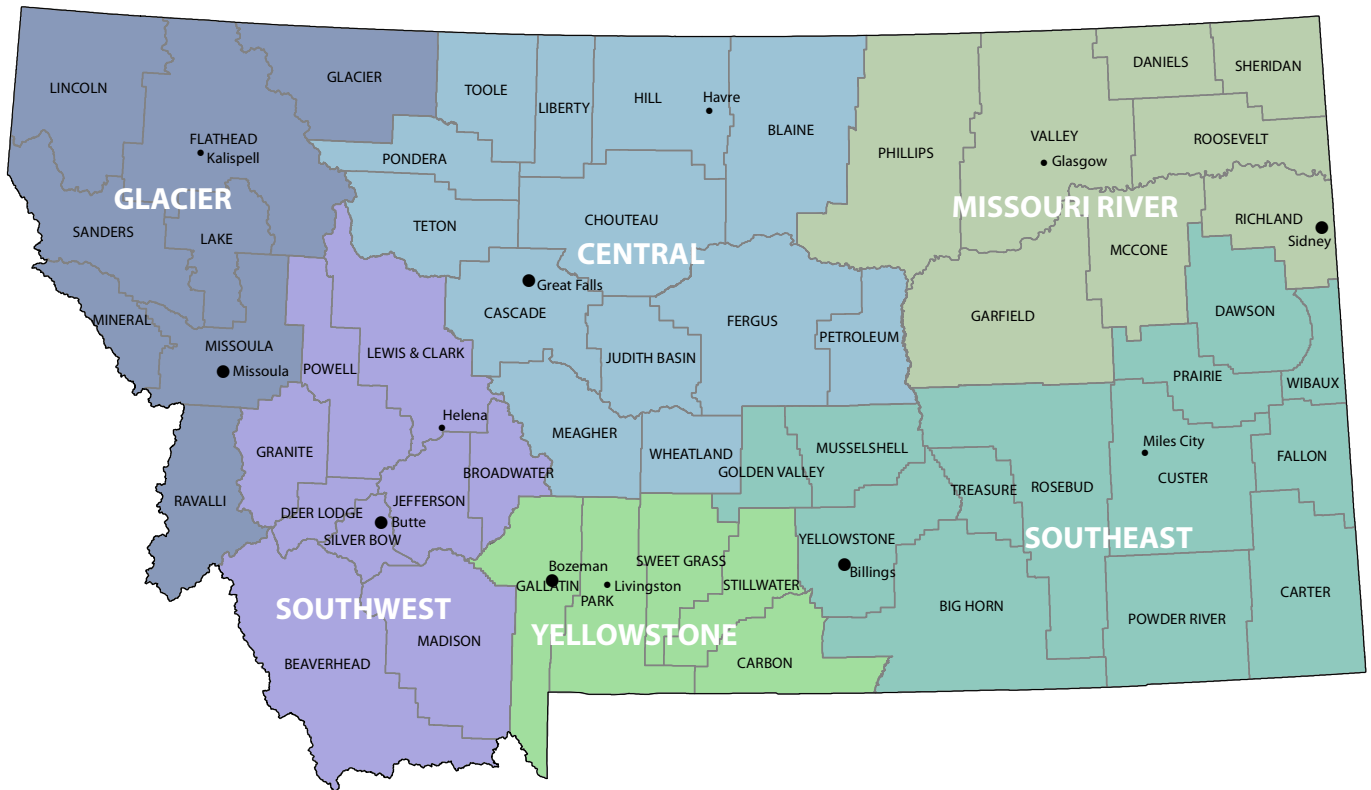 LINCOLN
FLATHEAD
Kalispell
GLACIER
GLACIER
SANDERS
LAKE
MINERAL
MISSOULA
Missoula
RAVALLI
TOOLE
LIBERTY
HILL
Havre
BLAINE
PONDERA
TETON
CHOUTEAU
CENTRAL
Great Falls
CASCADE
JUDITH BASIN
FERGUS
PETROLEUM
MEAGHER
WHEATLAND
PHILLIPS
VALLEY
Glasgow
DANIELS
SHERIDAN
ROOSEVELT
MISSOURI RIVER
RICHLAND
Sidney
MCCONE
GARFIELD
LEWIS & CLARK
POWELL
Helena
GRANITE
BROADWATER
JEFFERSON
DEER LODGE
Butte
SILVER BOW
SOUTHWEST
MADISON
BEAVERHEAD
Bozeman
GALLATIN
PARK
Livingston
SWEET GRASS
STILLWATER
YELLOWSTONE
CARBON
DAWSON
PRAIRIE
WIBAUX
GOLDEN VALLEY
MUSSELSHELL
TREASURE
ROSEBUD
Miles City
CUSTER
FALLON
YELLOWSTONE
Billings
SOUTHEAST
BIG HORN
POWDER RIVER
CARTER